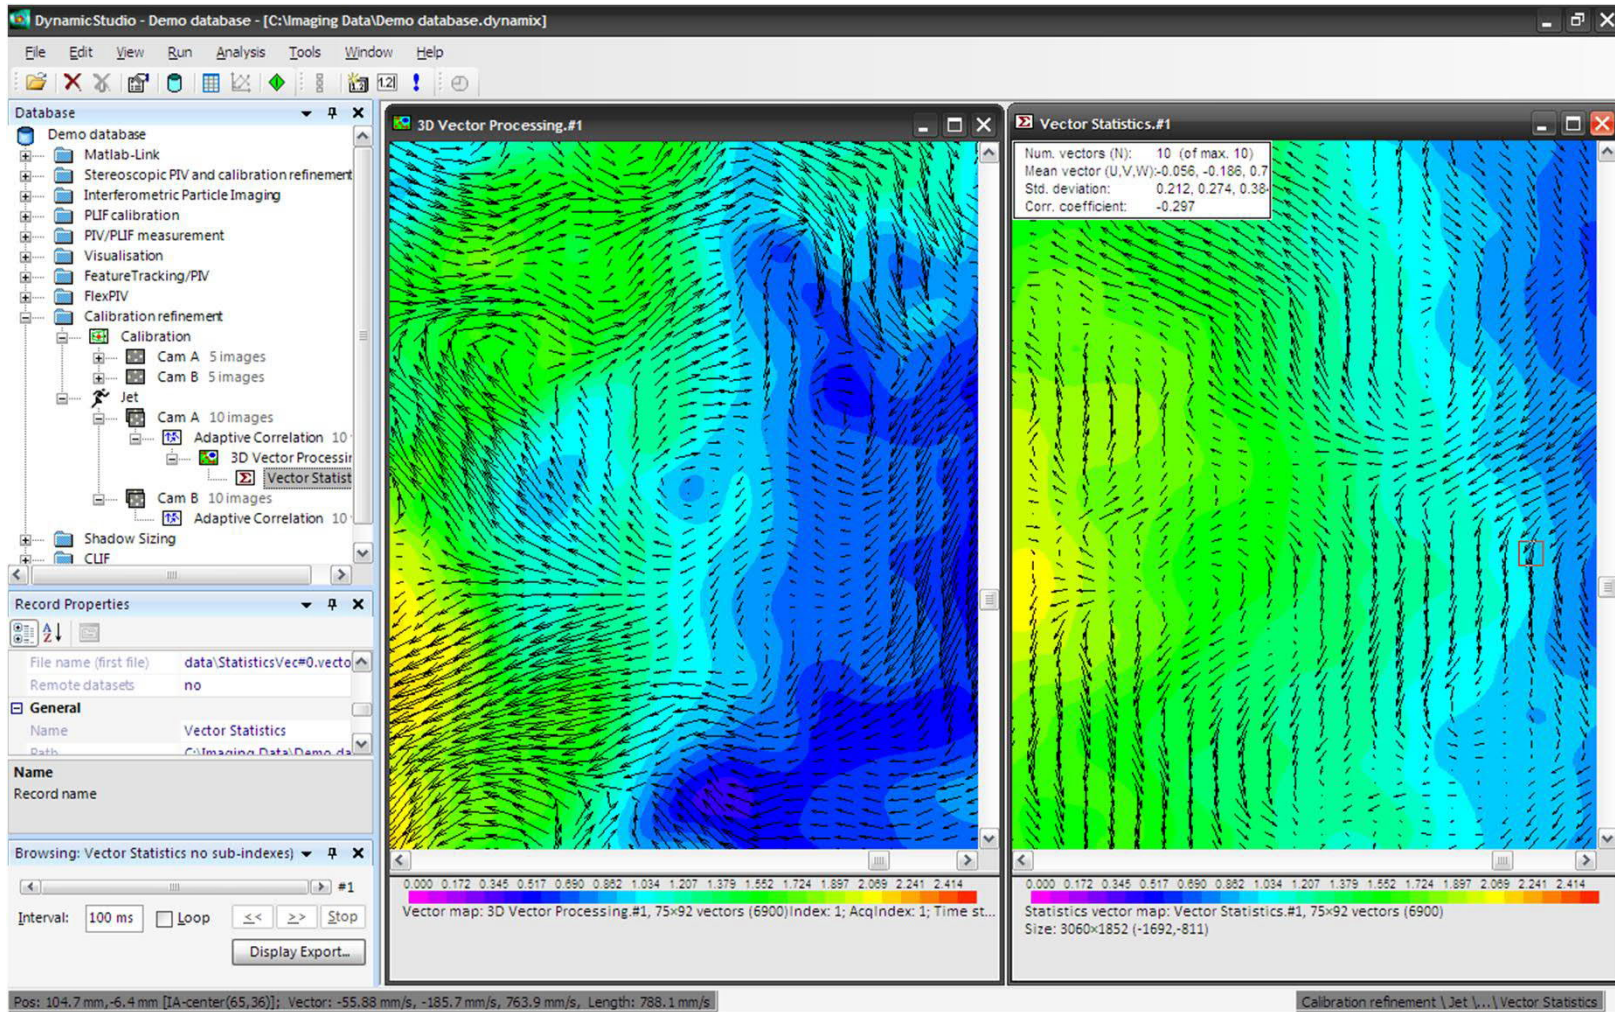 DynamicStudio - Demo database - [C:\Imaging Data\Demo database.dynamix]
File Edit View Run Analysis Tools Window Help
Database
Demo database
Matlab-Link
Stereoscopic PIV and calibration refinement
Interferometric Particle Imaging
PLIF calibration
PIV/PLIF measurement
Visualisation
FeatureTracking/PIV
FlexPIV
Calibration refinement
Calibration
Cam A 5 images
Cam B 5 images
Jet
Cam A 10 images
Adaptive Correlation 10
3D Vector Processin
Vector Statist
Cam B 10 images
Adaptive Correlation 10
Shadow Sizing
CLIF
Record Properties
File name (first file) data\StatisticsVec#0.vecto
Remote datasets no
General
Name Vector Statistics
Path C:\Imaging Data\Demo da
Name
Record name
Browsing: Vector Statistics no sub-indexes)
#1
Interval: 100 ms Loop << >> Stop
Display Export...
3D Vector Processing.#1
0.000 0.172 0.345 0.517 0.690 0.862 1.034 1.207 1.379 1.552 1.724 1.897 2.069 2.241 2.414
Vector map: 3D Vector Processing.#1, 75×92 vectors (6900)Index: 1; AcqIndex: 1; Time st...
Vector Statistics.#1
Num. vectors (N): 10 (of max. 10)
Mean vector (U,V,W):-0.056, -0.186, 0.7
Std. deviation: 0.212, 0.274, 0.38
Corr. coefficient: -0.297
0.000 0.172 0.345 0.517 0.690 0.862 1.034 1.207 1.379 1.552 1.724 1.897 2.069 2.241 2.414
Statistics vector map: Vector Statistics.#1, 75×92 vectors (6900)
Size: 3060×1852 (-1692,-811)
Pos: 104.7 mm,-6.4 mm [IA-center(65,36)]; Vector: -55.88 mm/s, -185.7 mm/s, 763.9 mm/s, Length: 788.1 mm/s
Calibration refinement \ Jet \...\ Vector Statistics